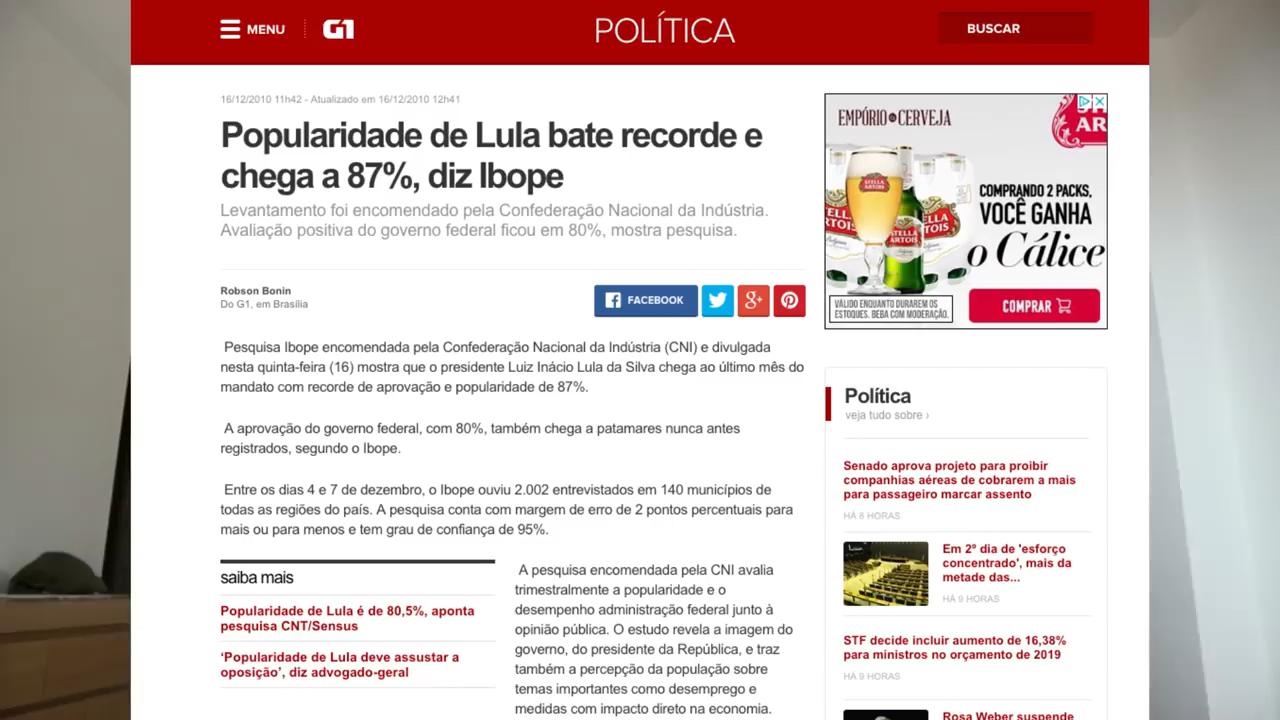 MENU
G1
POLÍTICA
BUSCAR
16/12/2010 11h42 - Atualizado em 16/12/2010 12h41
Popularidade de Lula bate recorde e
chega a 87%, diz Ibope
Levantamento foi encomendado pela Confederação Nacional da Indústria.
Avaliação positiva do governo federal ficou em 80%, mostra pesquisa.
Robson Bonin
Do G1, em Brasília
FACEBOOK
g+
Pesquisa Ibope encomendada pela Confederação Nacional da Indústria (CNI) e divulgada
nesta quinta-feira (16) mostra que o presidente Luiz Inácio Lula da Silva chega ao último mês do
mandato com recorde de aprovação e popularidade de 87%.
A aprovação do governo federal, com 80%, também chega a patamares nunca antes
registrados, segundo o Ibope.
Entre os dias 4 e 7 de dezembro, o Ibope ouviu 2.002 entrevistados em 140 municípios de
todas as regiões do país. A pesquisa conta com margem de erro de 2 pontos percentuais para
mais ou para menos e tem grau de confiança de 95%.
saiba mais
Popularidade de Lula é de 80,5%, aponta
pesquisa CNT/Sensus
‘Popularidade de Lula deve assustar a
oposição’, diz advogado-geral
A pesquisa encomendada pela CNI avalia
trimestralmente a popularidade e o
desempenho administração federal junto à
opinião pública. O estudo revela a imagem do
governo, do presidente da República, e traz
também a percepção da população sobre
temas importantes como desemprego e
medidas com impacto direto na economia.
EMPÓRIO DA CERVEJA
AR
STELLA ARTOIS
STELLA
ARTOIS
COMPRANDO 2 PACKS,
VOCÊ GANHA
o Cálice
VÁLIDO ENQUANTO DURAREM OS
ESTOQUES. BEBA COM MODERAÇÃO.
COMPRAR
Política
veja tudo sobre ›
Senado aprova projeto para proibir
companhias aéreas de cobrarem a mais
para passageiro marcar assento
HÁ 8 HORAS
Em 2º dia de 'esforço
concentrado', mais da
metade das...
HÁ 9 HORAS
STF decide incluir aumento de 16,38%
para ministros no orçamento de 2019
HÁ 9 HORAS
Rosa Weber suspende